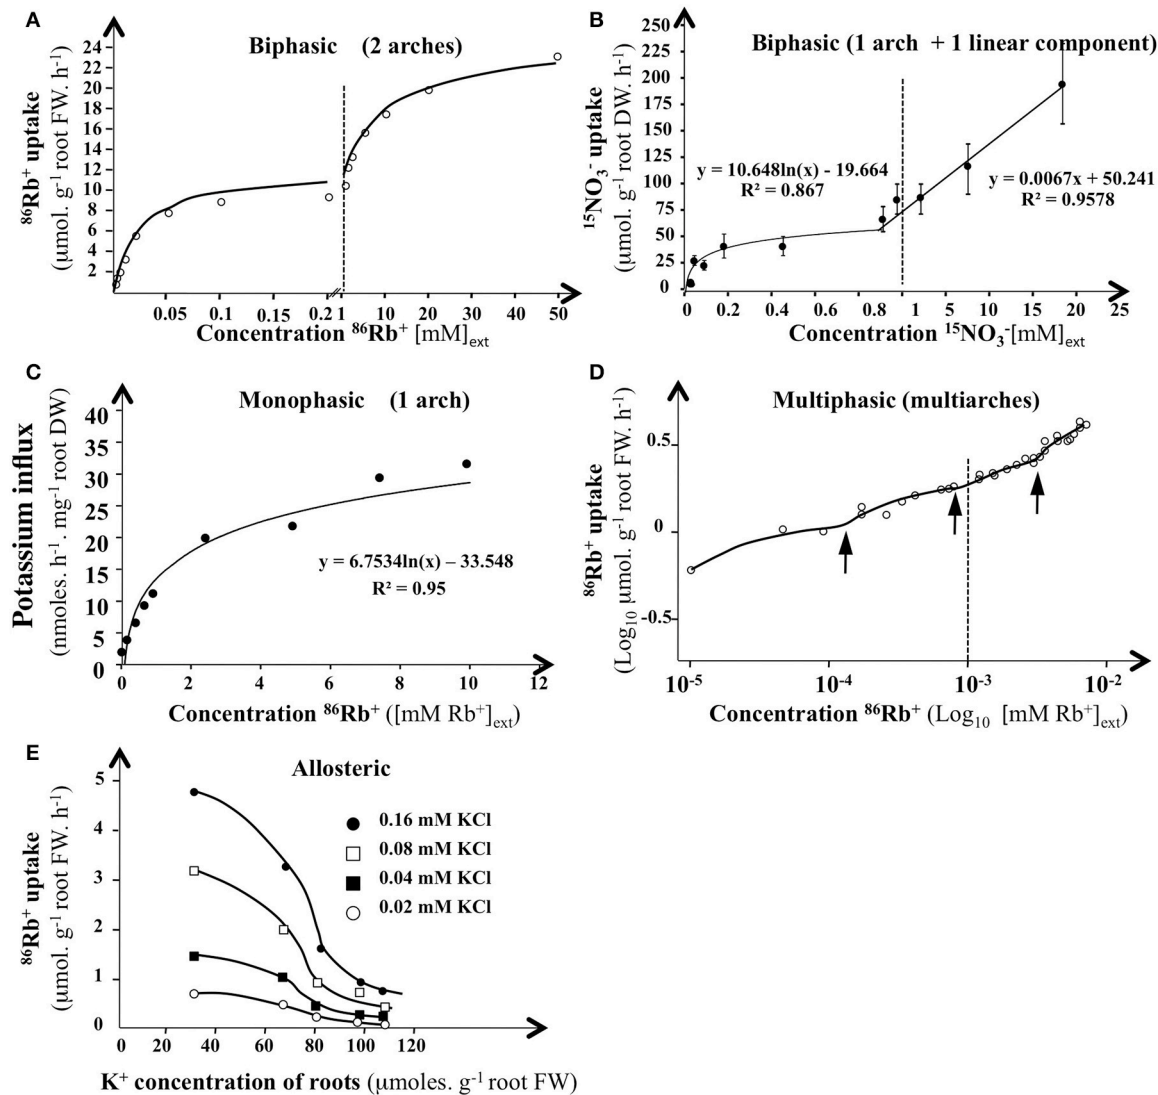 A
Biphasic (2 arches)
86Rb+ uptake
(μmol. g-1 root FW. h-1)
24
22
20
18
16
14
12
10
8
6
4
2
0.05 0.1 0.15 0.2 1 10 20 30 40 50
Concentration 86Rb+ [mM]ext
B
Biphasic (1 arch + 1 linear component)
15NO3- uptake
(μmol. g-1 root DW. h-1)
250
225
200
175
150
125
100
75
50
25
0
y = 10.648ln(x) - 19.664
R² = 0.867
y = 0.0067x + 50.241
R² = 0.9578
0 0.2 0.4 0.6 0.8 1 5 10 15 20 25
Concentration 15NO3-[mM]ext
C
Monophasic (1 arch)
Potassium influx
(nmoles. h-1. mg-1 root DW)
40
35
30
25
20
15
10
5
0
y = 6.7534ln(x) – 33.548
R² = 0.95
0 2 4 6 8 10 12
Concentration 86Rb+ ([mM Rb+]ext)
D
Multiphasic (multiarches)
86Rb+ uptake
(Log10 μmol. g-1 root FW. h-1)
0.5
0
-0.5
10-5 10-4 10-3 10-2
Concentration 86Rb+ (Log10 [mM Rb+]ext)
E
Allosteric
86Rb+ uptake
(μmol. g-1 root FW. h-1)
5
4
3
2
1
0
0.16 mM KCl
0.08 mM KCl
0.04 mM KCl
0.02 mM KCl
0 20 40 60 80 100 120
K+ concentration of roots (μmoles. g-1 root FW)